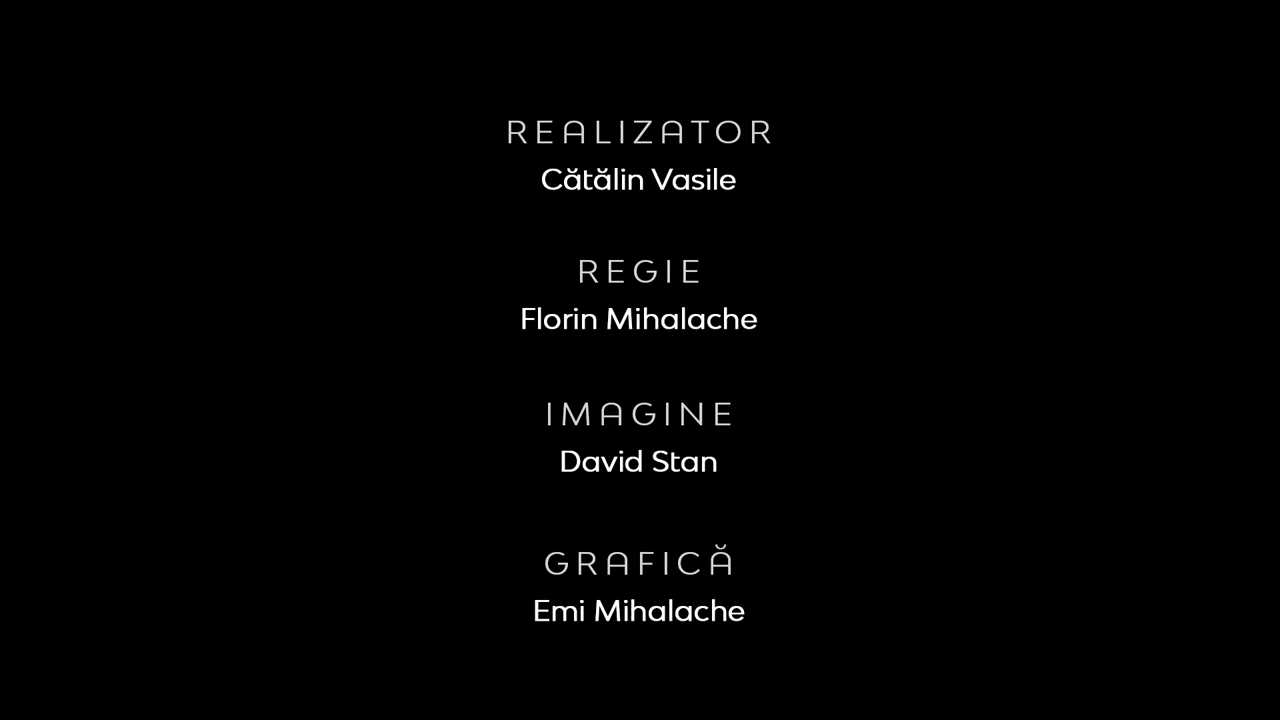 REALIZATOR
Cătălin Vasile
REGIE
Florin Mihalache
IMAGINE
David Stan
GRAFICĂ
Emi Mihalache